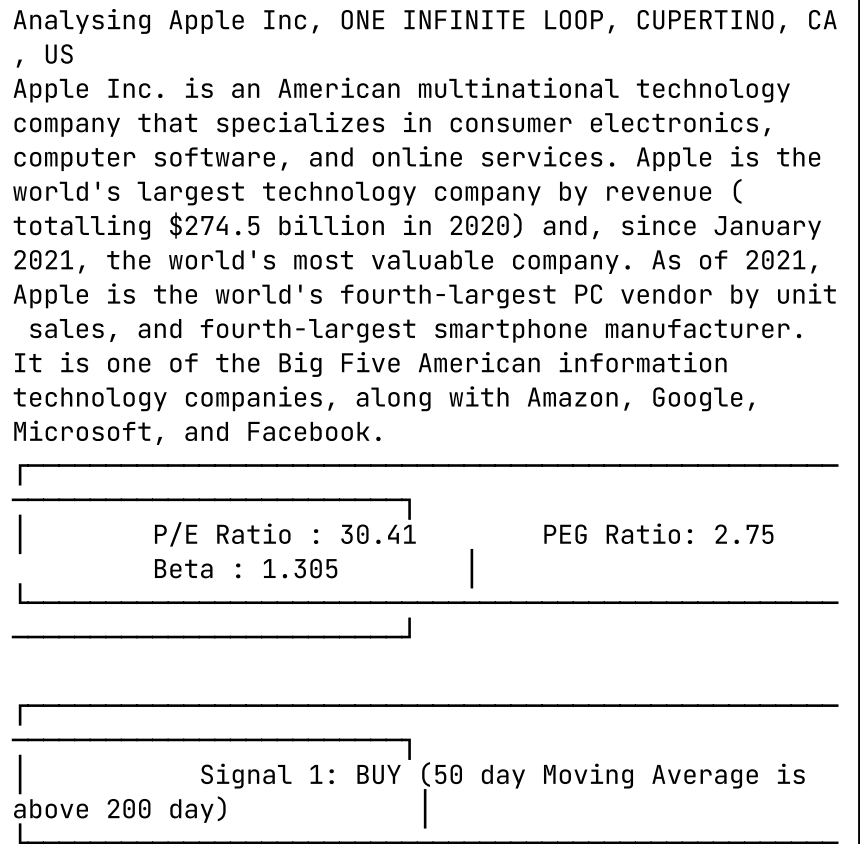 Analysing Apple Inc, ONE INFINITE LOOP, CUPERTINO, CA
, US
Apple Inc. is an American multinational technology
company that specializes in consumer electronics,
computer software, and online services. Apple is the
world's largest technology company by revenue (
totalling $274.5 billion in 2020) and, since January
2021, the world's most valuable company. As of 2021,
Apple is the world's fourth-largest PC vendor by unit
 sales, and fourth-largest smartphone manufacturer.
It is one of the Big Five American information
technology companies, along with Amazon, Google,
Microsoft, and Facebook.
P/E Ratio : 30.41 PEG Ratio: 2.75
Beta : 1.305
Signal 1: BUY (50 day Moving Average is
above 200 day)